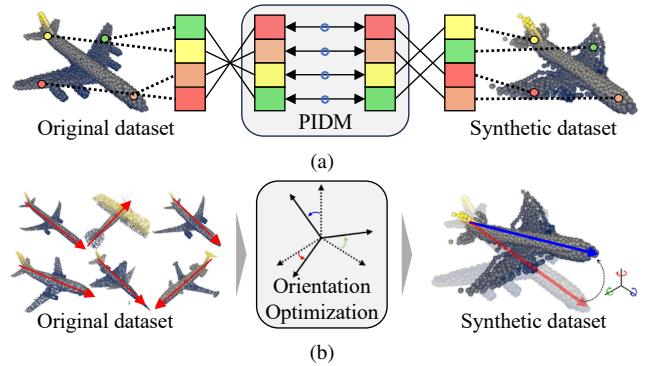 Original dataset
PIDM
Synthetic dataset
(a)
Original dataset
Orientation
Optimization
Synthetic dataset
(b)